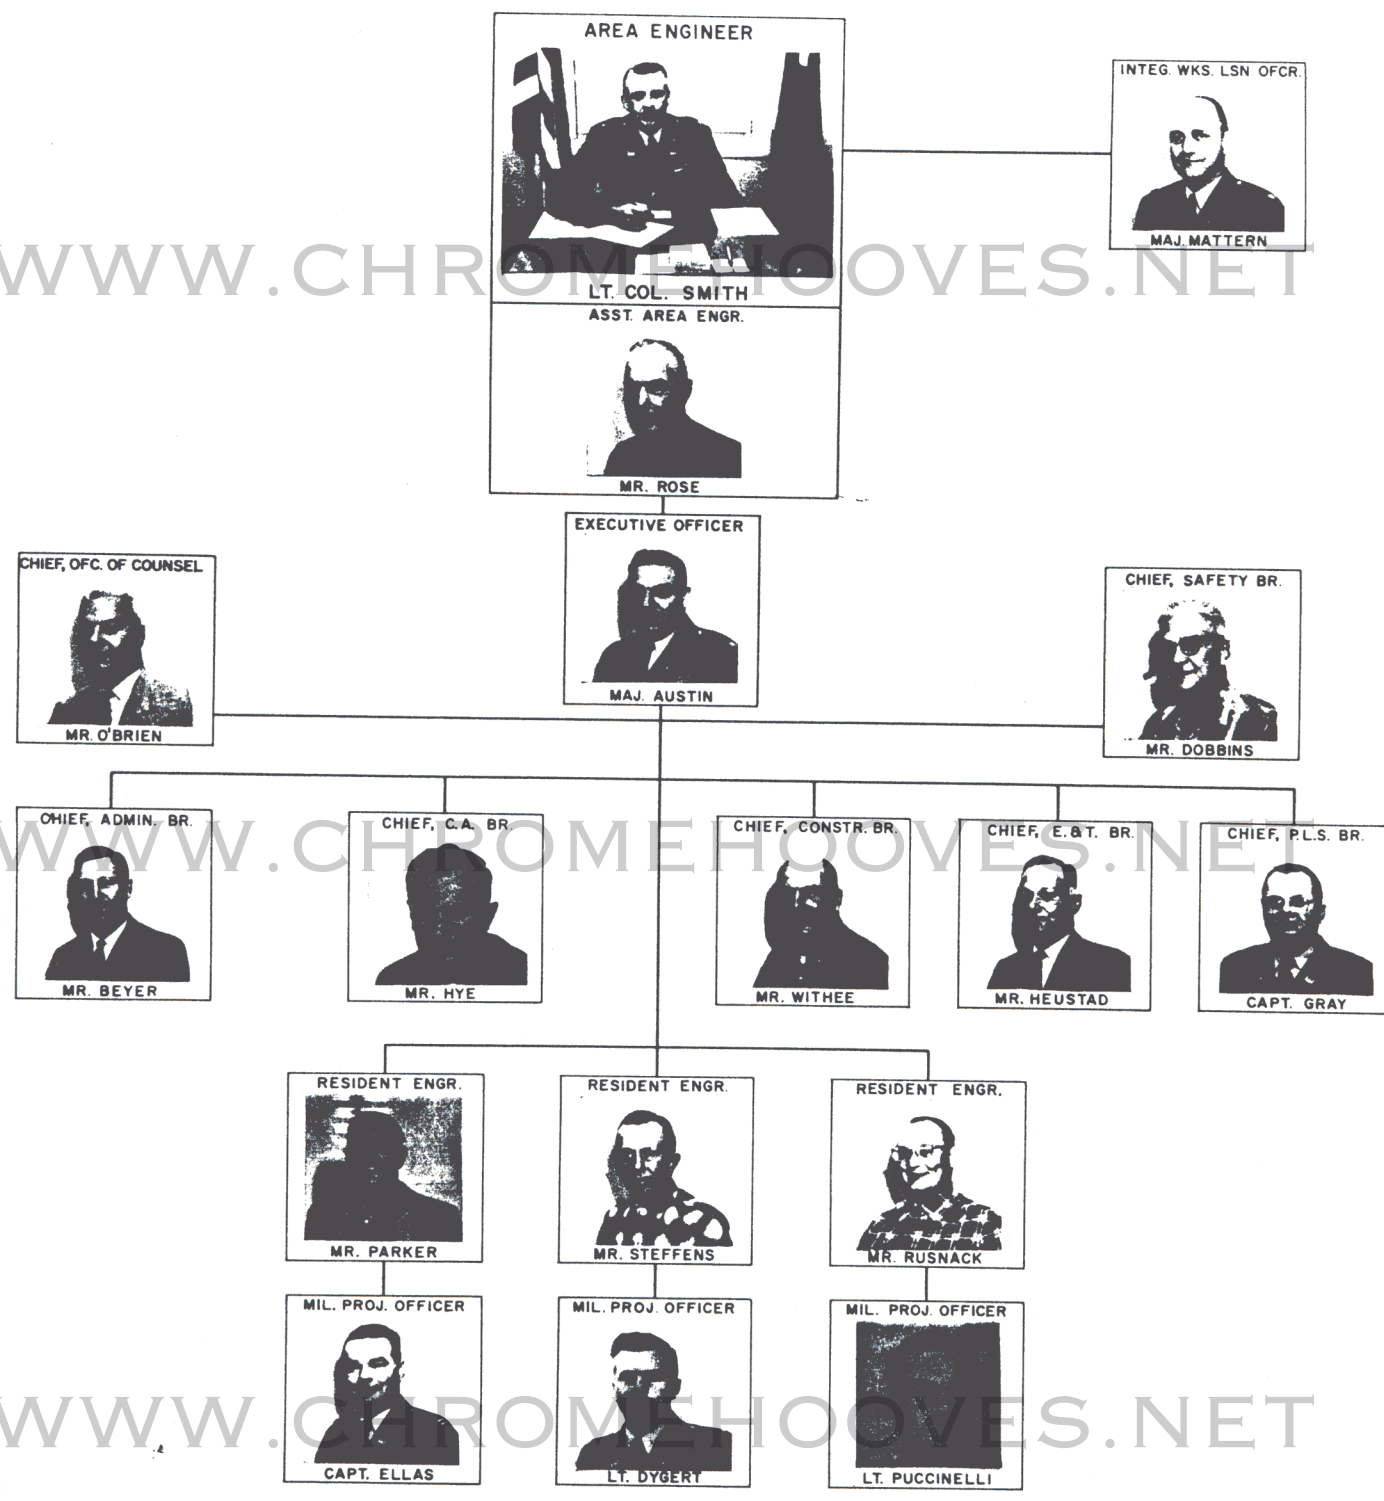 AREA ENGINEER
LT. COL. SMITH
INTEG. WKS. LSN OFCR.
MAJ. MATTERN
WWW.CHROMEHOOVES.NET
ASST. AREA ENGR.
MR. ROSE
EXECUTIVE OFFICER
MAJ. AUSTIN
CHIEF, OFC. OF COUNSEL
MR. O'BRIEN
CHIEF, SAFETY BR.
MR. DOBBINS
CHIEF, ADMIN. BR.
MR. BEYER
CHIEF, C.A. BR.
MR. HYE
CHIEF, CONSTR. BR.
MR. WITHEE
CHIEF, E.&T. BR.
MR. HEUSTAD
CHIEF, P.L.S. BR.
CAPT. GRAY
WWW.CHROMEHOOVES.NET
RESIDENT ENGR.
MR. PARKER
RESIDENT ENGR.
MR. STEFFENS
RESIDENT ENGR.
MR. RUSNACK
MIL. PROJ. OFFICER
CAPT. ELLAS
MIL. PROJ. OFFICER
LT. DYGERT
MIL. PROJ. OFFICER
LT. PUCCINELLI
WWW.CHROMEHOOVES.NET